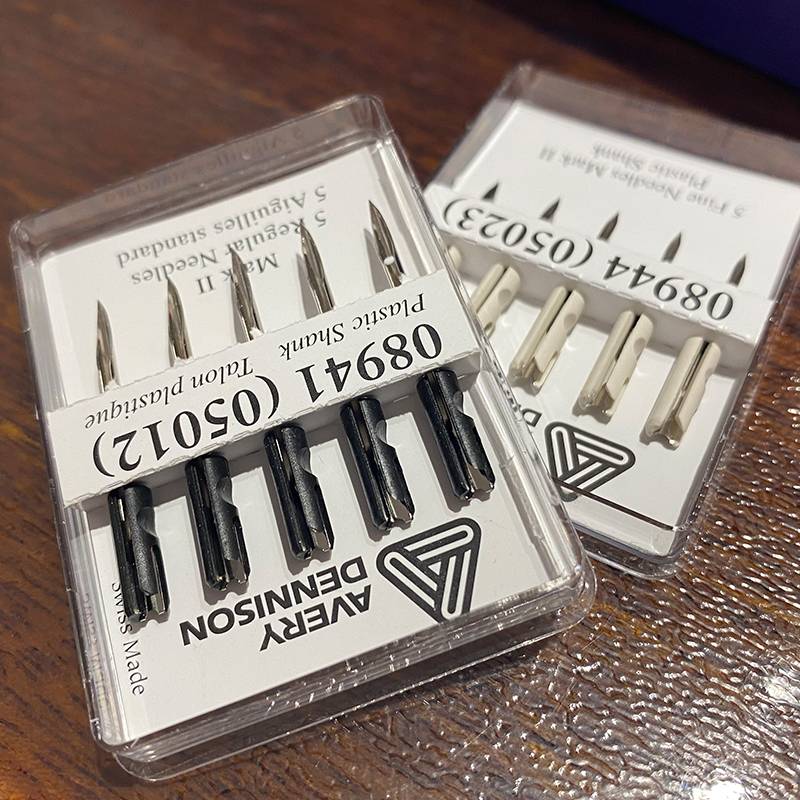 5 Regular Needles
Mark II
5 Aiguilles standard
Plastic Shank
08941 (05012)
Talon plastique
AVERY
DENNISON
Swiss Made
5 Fine Needles Mark II
Plastic Shank
08944 (05023)
DENN